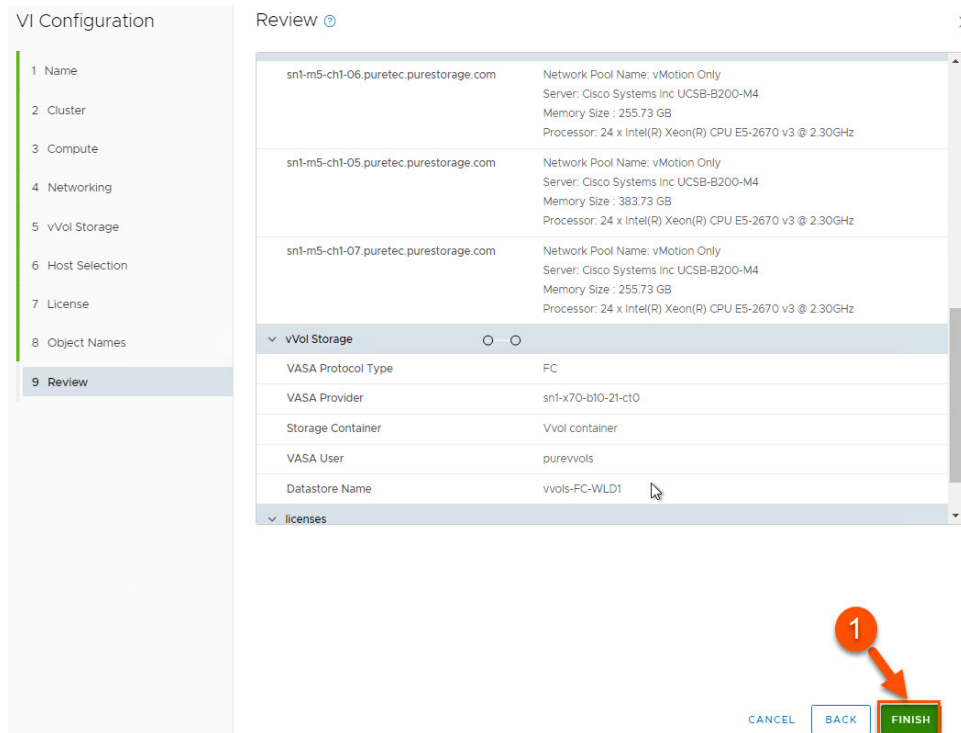 VI Configuration
1 Name
2 Cluster
3 Compute
4 Networking
5 vVol Storage
6 Host Selection
7 License
8 Object Names
9 Review
Review
sn1-m5-ch1-06.puretec.purestorage.com
Network Pool Name: vMotion Only
Server: Cisco Systems Inc UCSB-B200-M4
Memory Size : 255.73 GB
Processor: 24 x Intel(R) Xeon(R) CPU E5-2670 v3 @ 2.30GHz
sn1-m5-ch1-05.puretec.purestorage.com
Network Pool Name: vMotion Only
Server: Cisco Systems Inc UCSB-B200-M4
Memory Size : 383.73 GB
Processor: 24 x Intel(R) Xeon(R) CPU E5-2670 v3 @ 2.30GHz
sn1-m5-ch1-07.puretec.purestorage.com
Network Pool Name: vMotion Only
Server: Cisco Systems Inc UCSB-B200-M4
Memory Size : 255.73 GB
Processor: 24 x Intel(R) Xeon(R) CPU E5-2670 v3 @ 2.30GHz
vVol Storage
VASA Protocol Type FC
VASA Provider sn1-x70-b10-21-ct0
Storage Container Vvol container
VASA User purevvols
Datastore Name vvols-FC-WLD1
licenses
1
CANCEL BACK FINISH